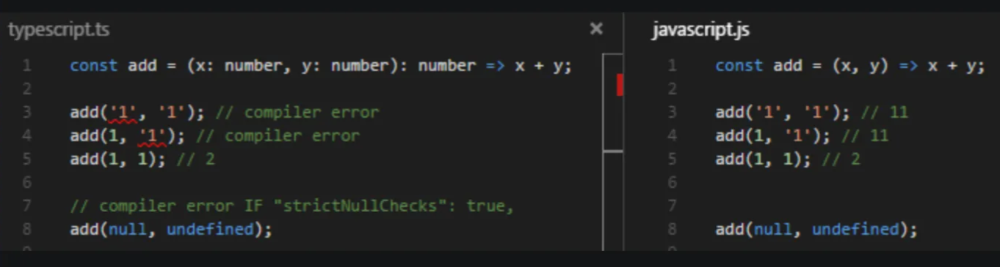 typescript.ts
1 const add = (x: number, y: number): number => x + y;
2
3 add('1', '1'); // compiler error
4 add(1, '1'); // compiler error
5 add(1, 1); // 2
6
7 // compiler error IF "strictNullChecks": true,
8 add(null, undefined);
javascript.js
1 const add = (x, y) => x + y;
2
3 add('1', '1'); // 11
4 add(1, '1'); // 11
5 add(1, 1); // 2
6
7
8 add(null, undefined);